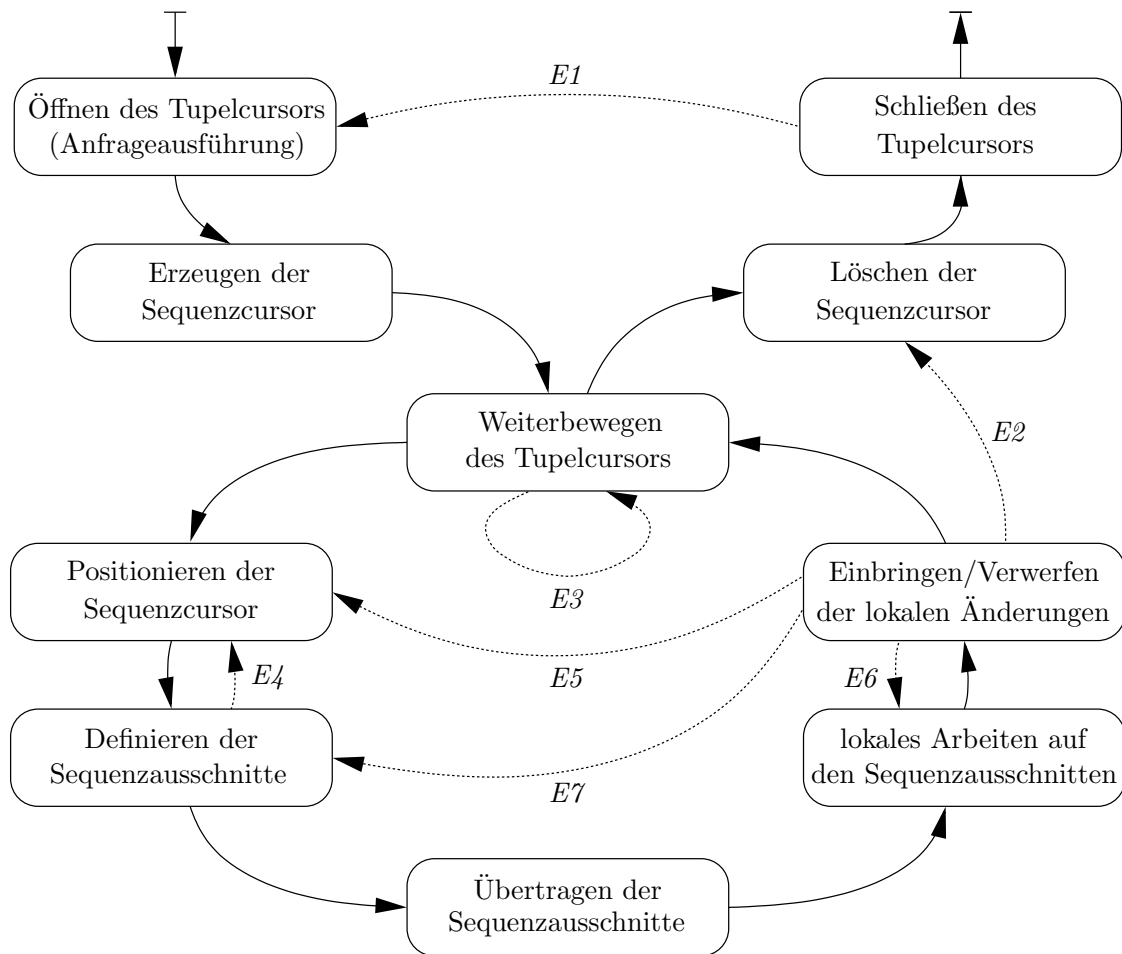 E1
Öffnen des Tupelcursors
(Anfrageausführung)
Schließen des
Tupelcursors
Erzeugen der
Sequenzcursor
Löschen der
Sequenzcursor
Weiterbewegen
des Tupelcursors
E2
Positionieren der
Sequenzcursor
E3
Einbringen/Verwerfen
der lokalen Änderungen
E4
E5
E6
Definieren der
Sequenzausschnitte
E7
lokales Arbeiten auf
den Sequenzausschnitten
Übertragen der
Sequenzausschnitte